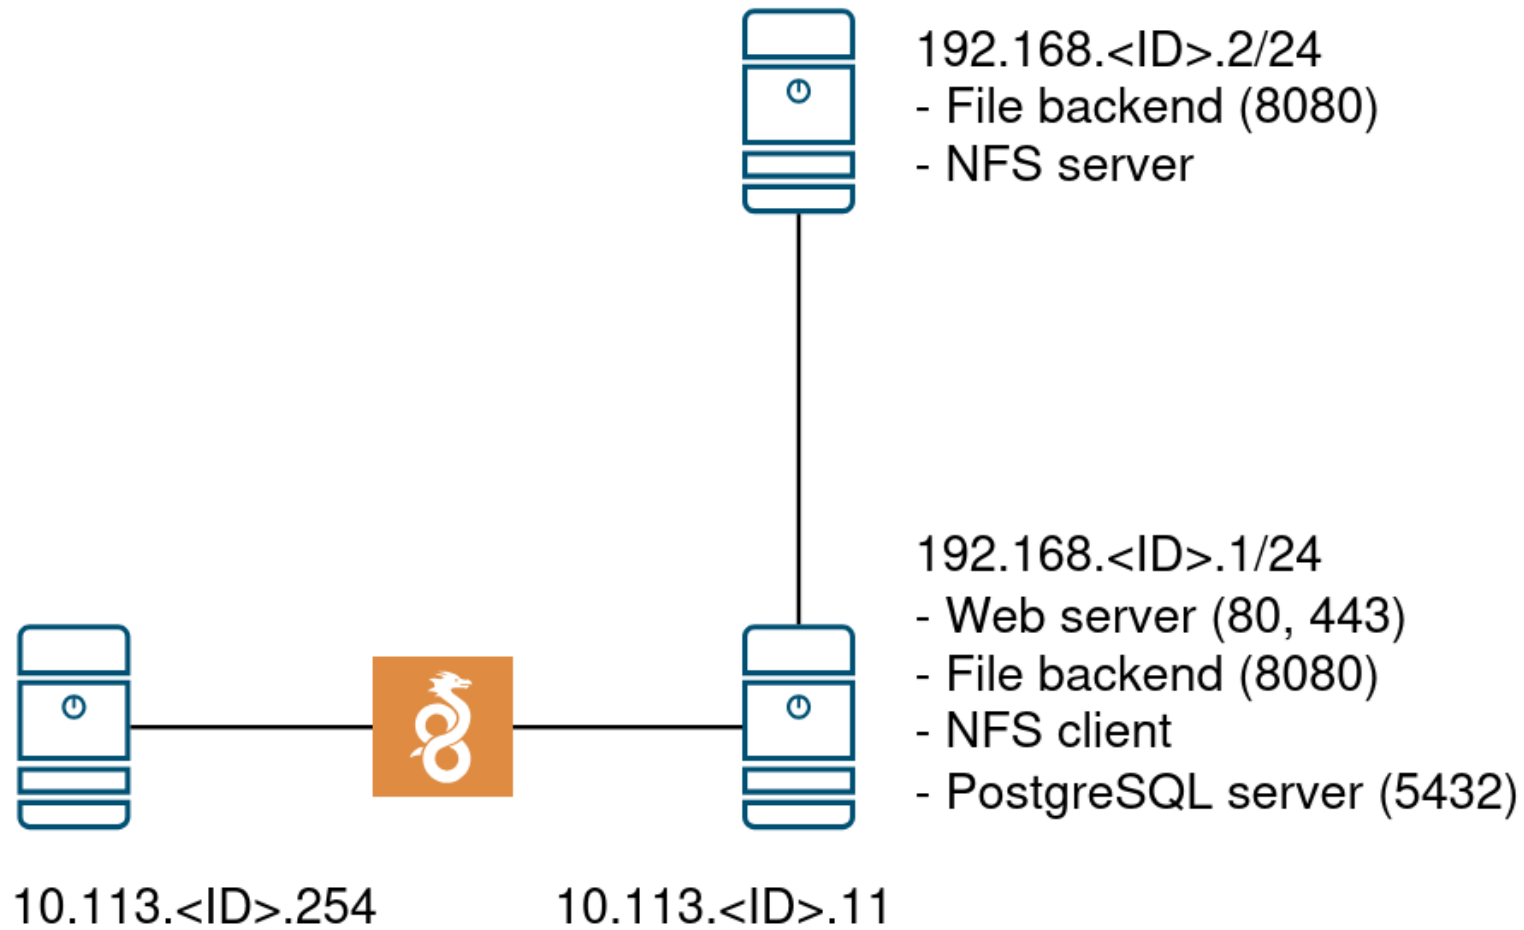 192.168.<ID>.2/24
- File backend (8080)
- NFS server
192.168.<ID>.1/24
- Web server (80, 443)
- File backend (8080)
- NFS client
- PostgreSQL server (5432)
10.113.<ID>.254
10.113.<ID>.11